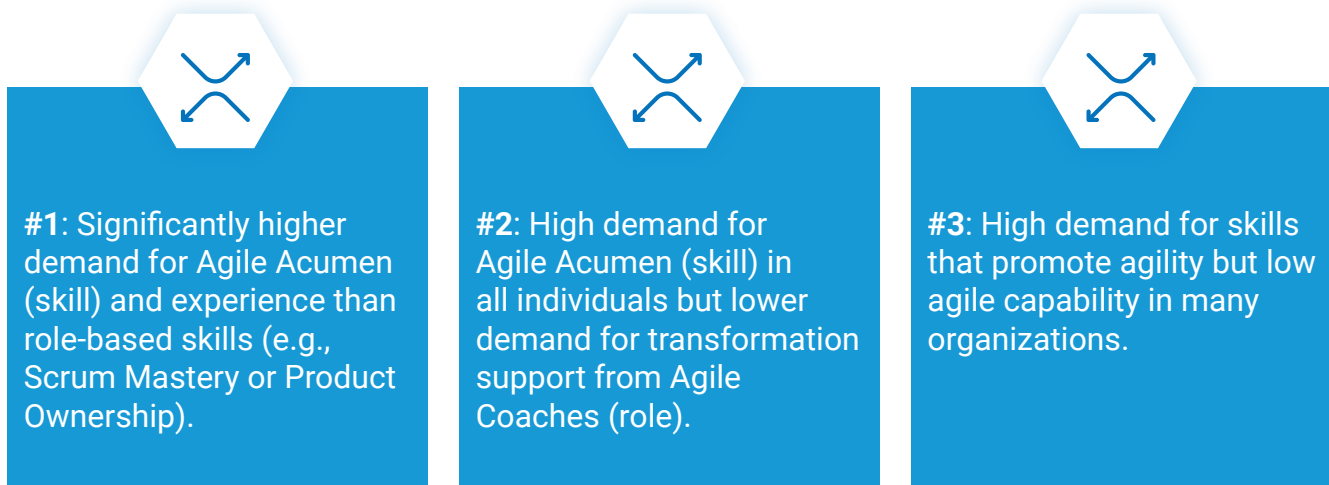 #1: Significantly higher
demand for Agile Acumen
(skill) and experience than
role-based skills (e.g.,
Scrum Mastery or Product
Ownership).
#2: High demand for
Agile Acumen (skill) in
all individuals but lower
demand for transformation
support from Agile
Coaches (role).
#3: High demand for skills
that promote agility but low
agile capability in many
organizations.